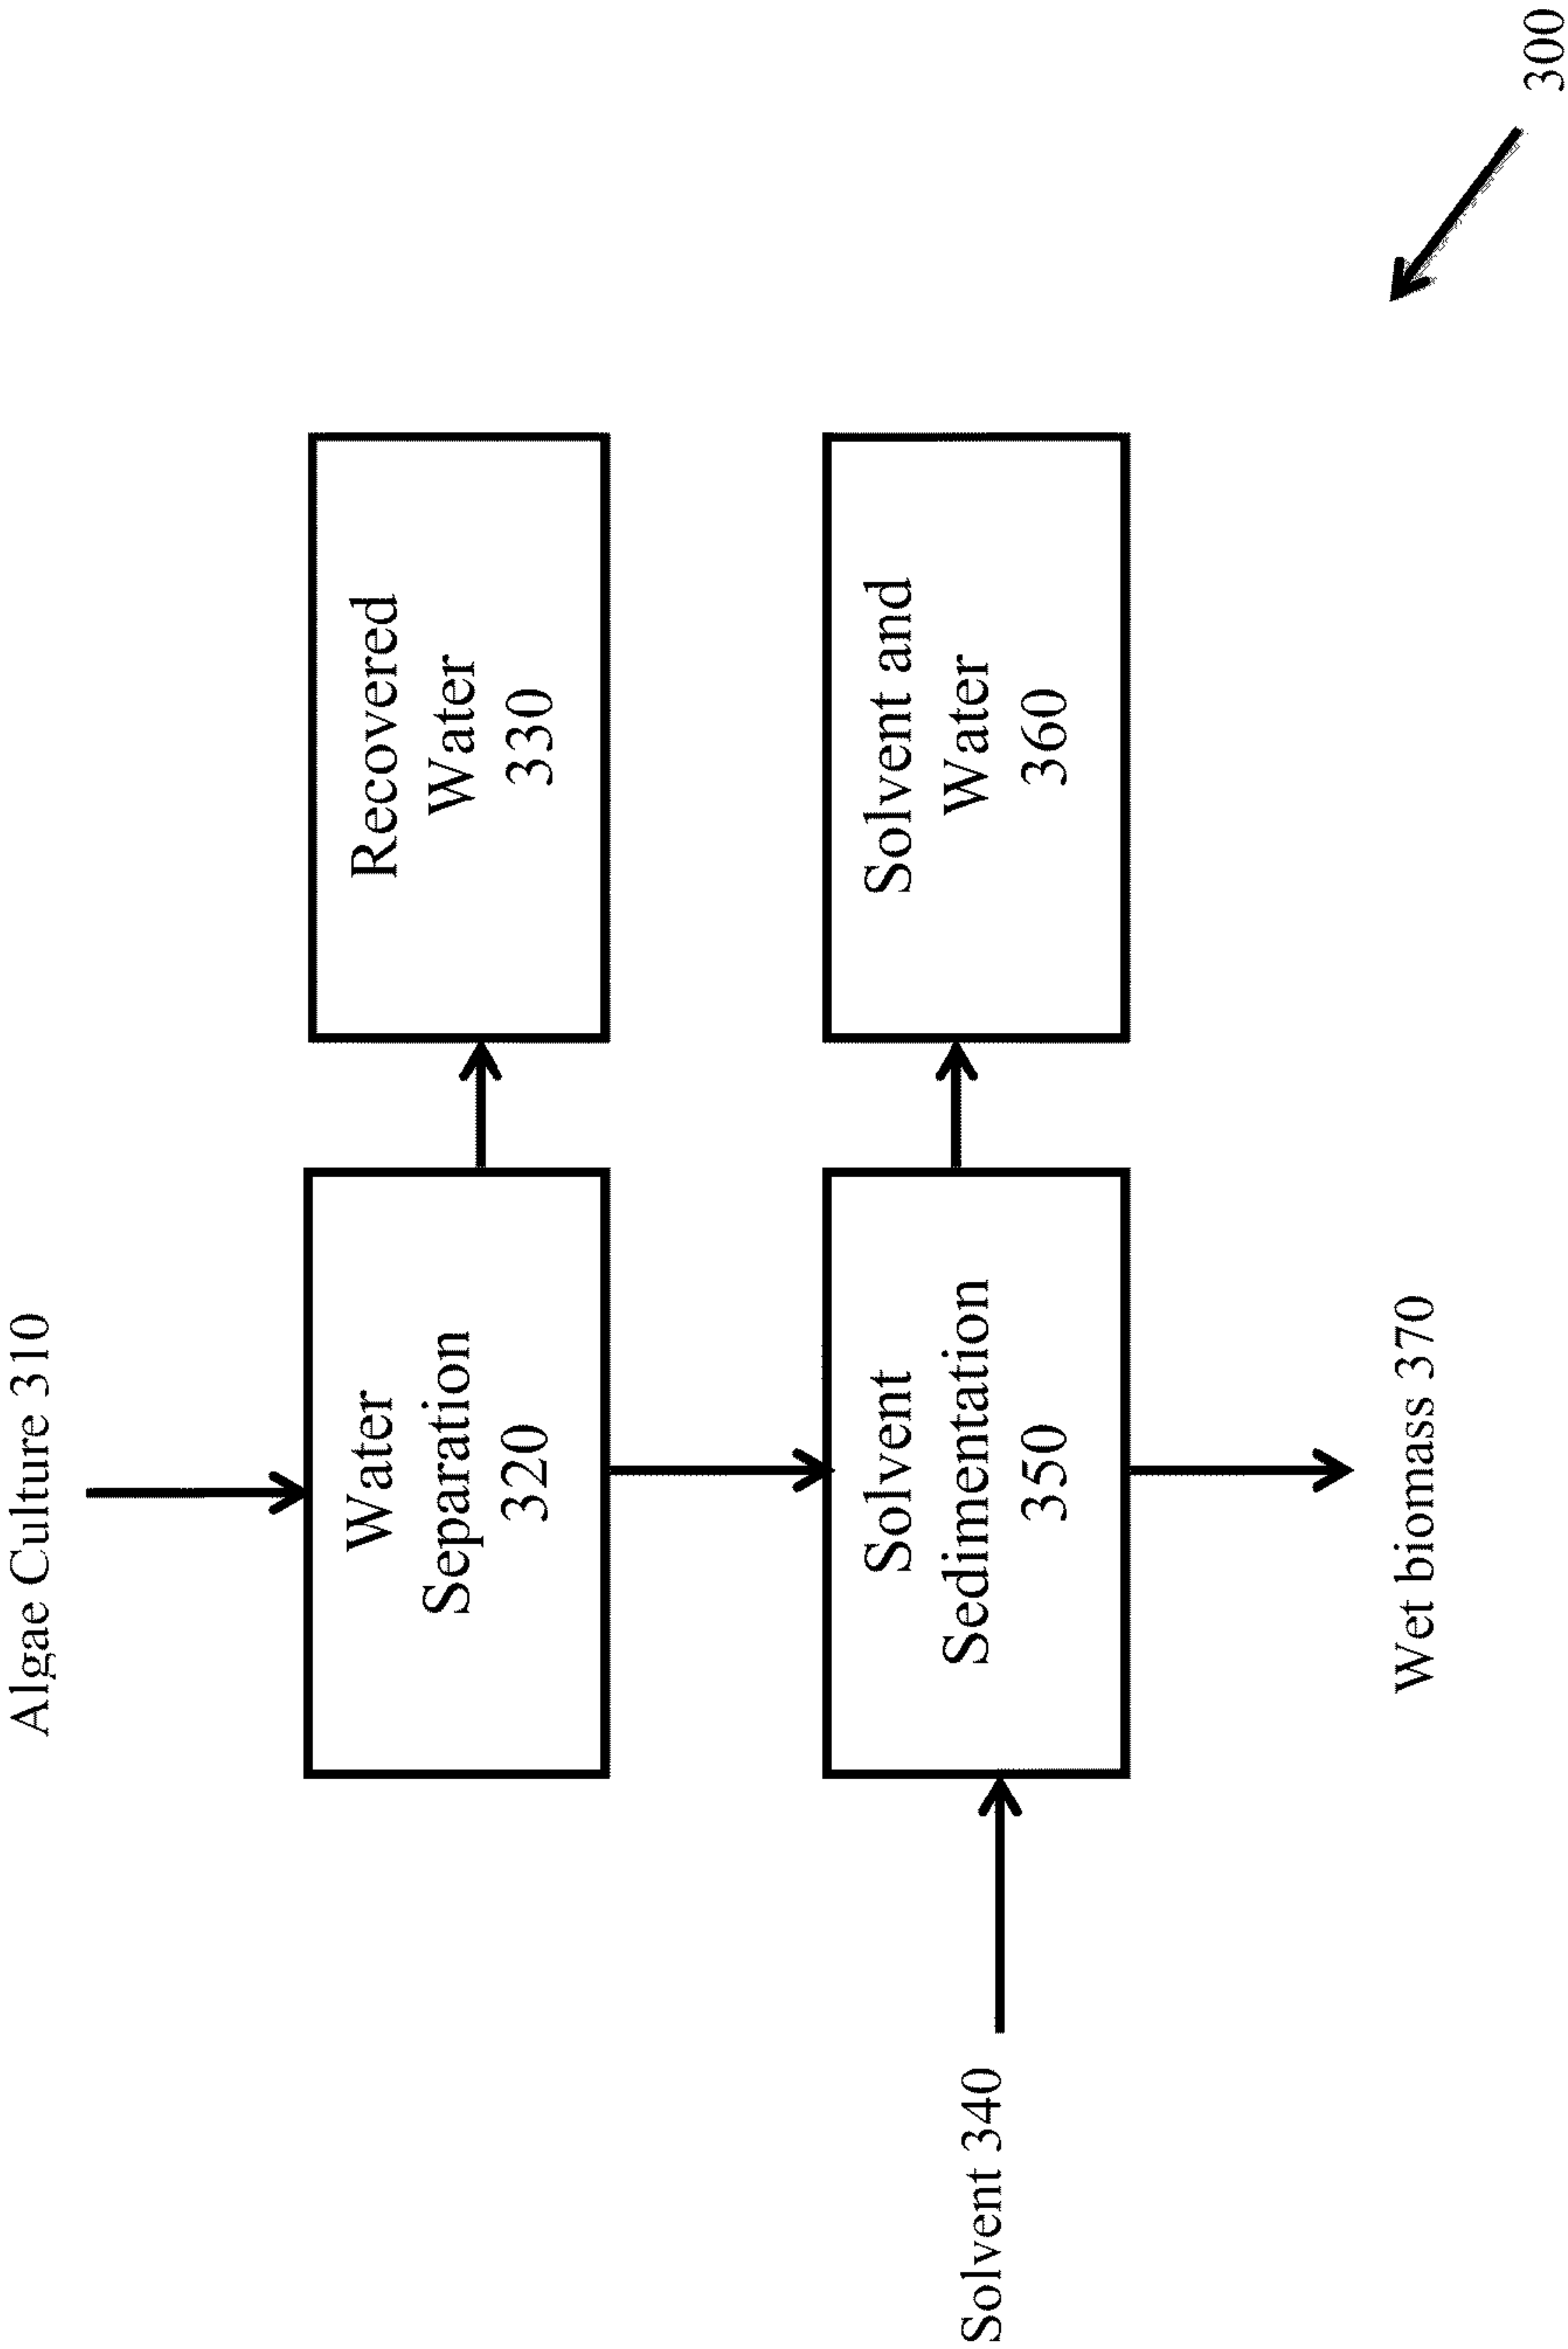 Algae Culture 310
Water
Separation
320
Recovered
Water
330
Solvent 340
Solvent
Sedimentation
350
Solvent and
Water
360
Wet biomass 370
300